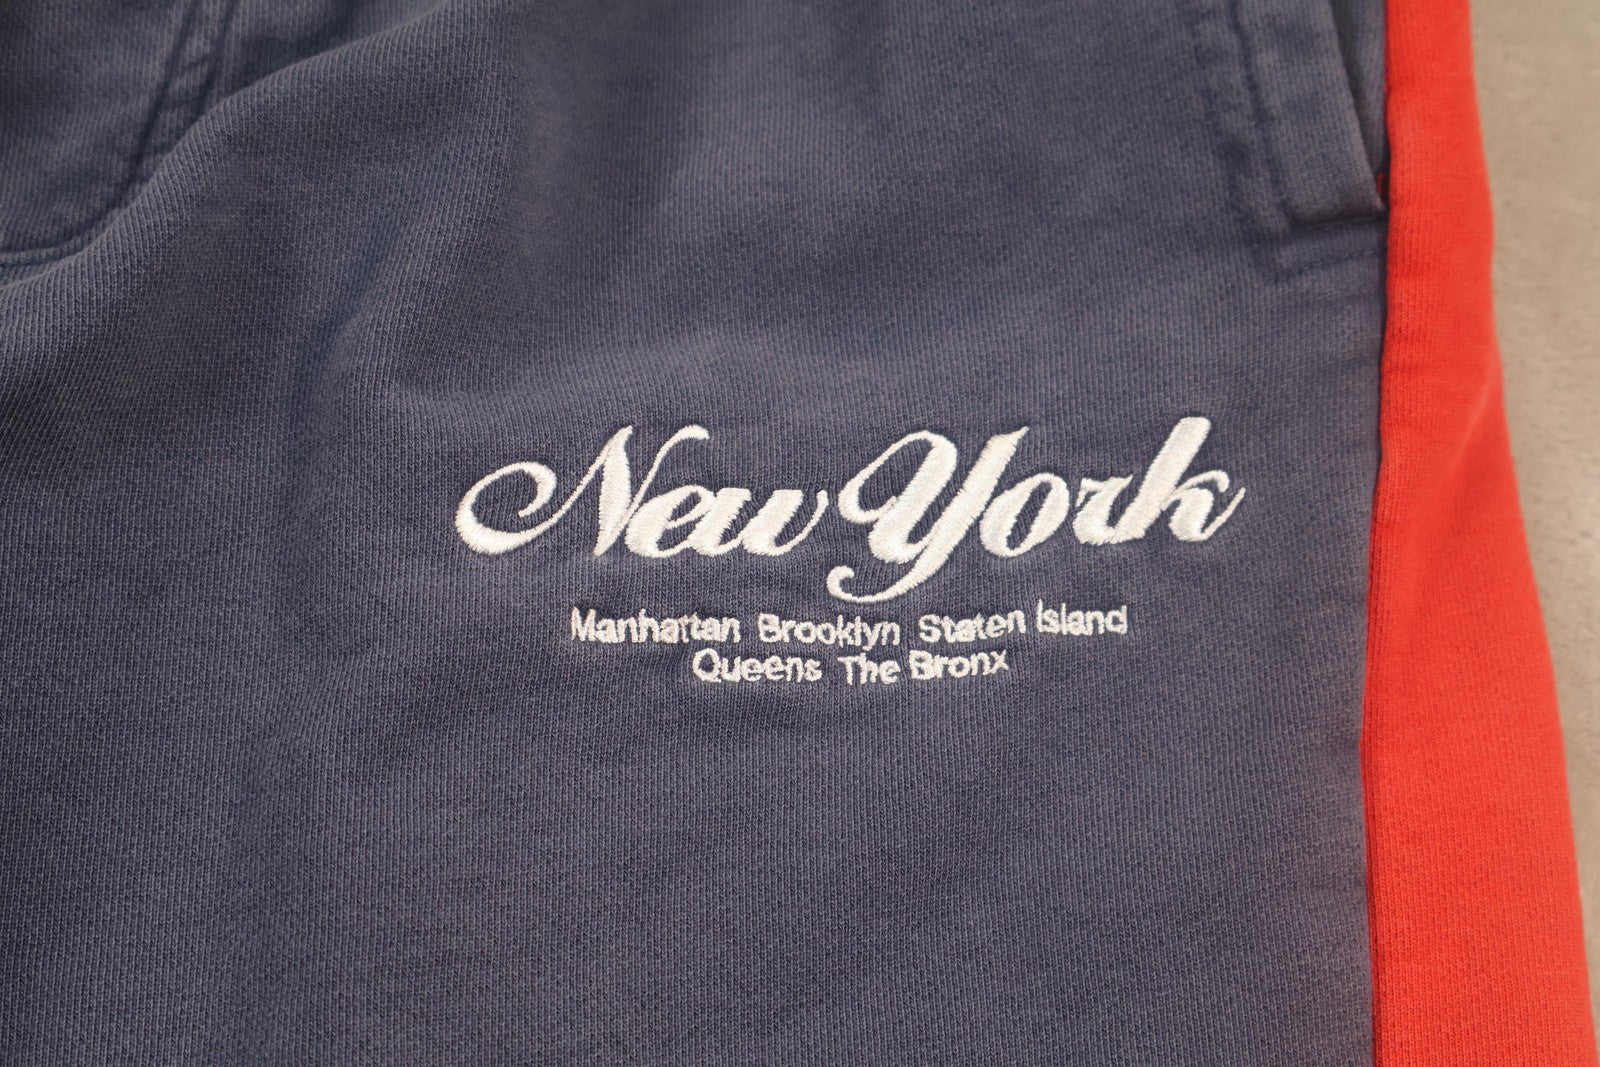 New York
Manhattan Brooklyn Staten Island
Queens The Bronx